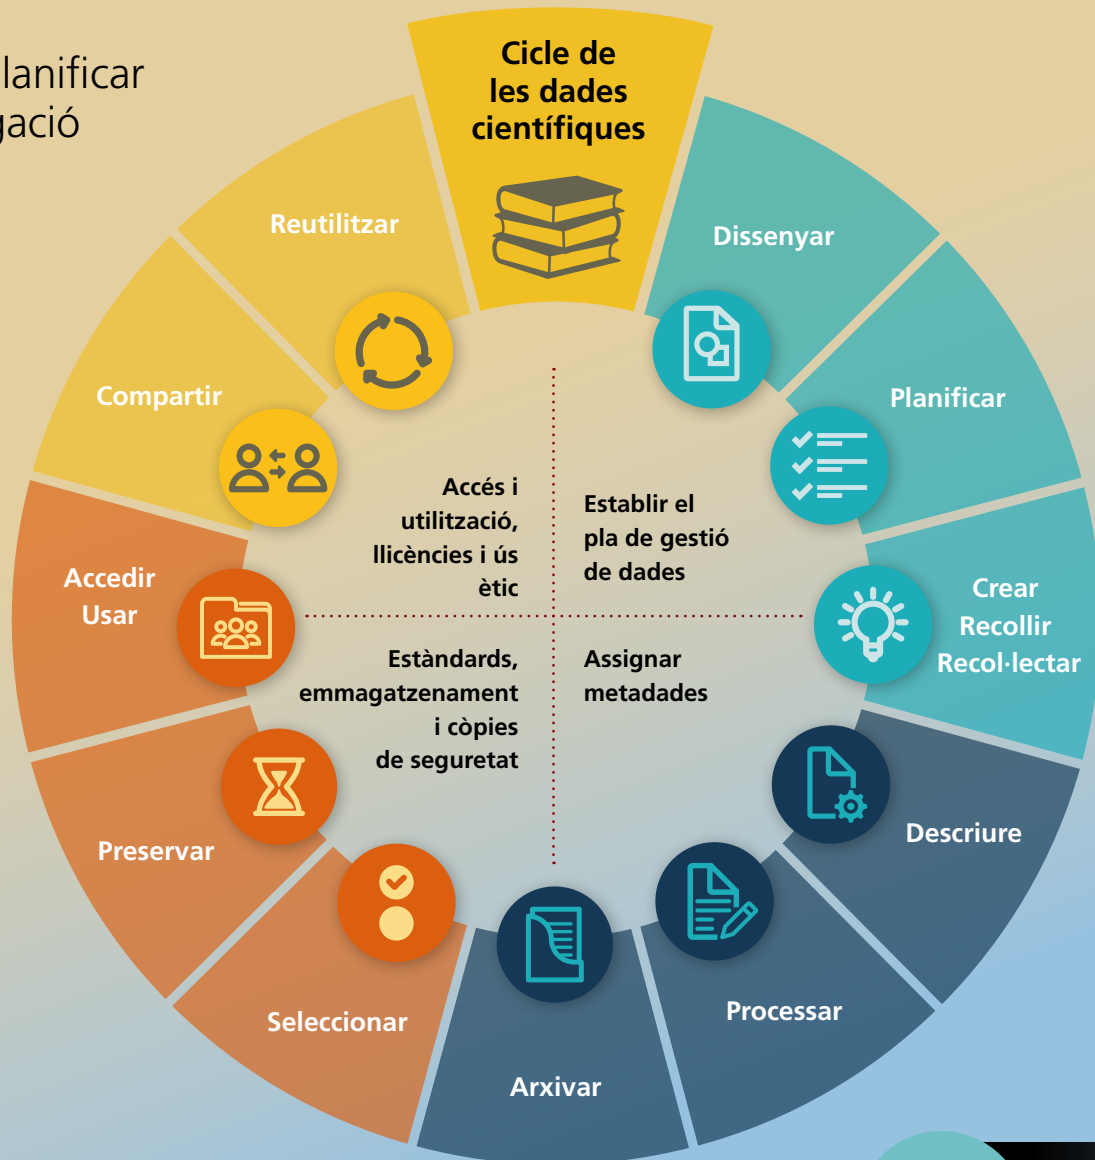 Cicle de
les dades
científiques
Dissenyar
Planificar
Crear
Recollir
Recol·lectar
Descriure
Processar
Arxivar
Seleccionar
Preservar
Accedir
Usar
Compartir
Reutilitzar
Accés i
utilització,
llicències i ús
ètic
Establir el
pla de gestió
de dades
Estàndards,
emmagatzenament
i còpies
de seguretat
Assignar
metadades